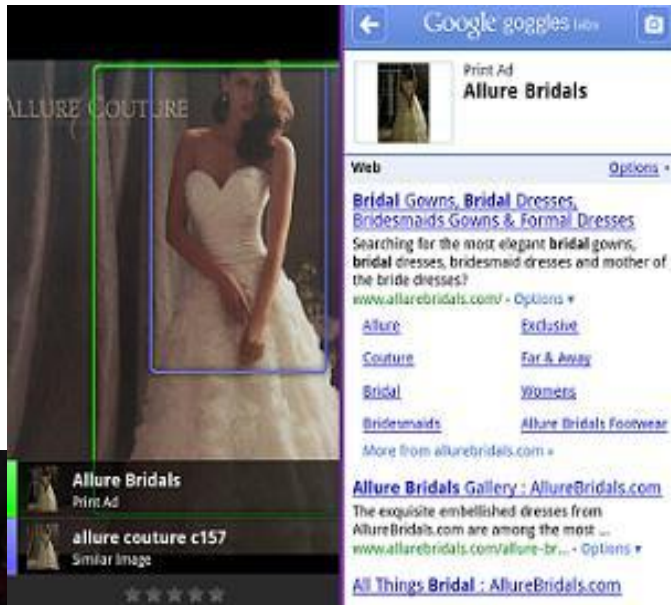 ALLURE COUTURE
Allure Bridals
Print Ad
allure couture c157
Similar Image
Google goggles labs
Print Ad
Allure Bridals
Web
Options
Bridal Gowns, Bridal Dresses,
Bridesmaids Gowns & Formal Dresses
Searching for the most elegant bridal gowns,
bridal dresses, bridesmaid dresses and mother of
the bride dresses?
www.allurebridals.com/ - Options ▾
Allure Exclusive
Couture Far & Away
Bridal Womens
Bridesmaids Allure Bridals Footwear
More from allurebridals.com »
Allure Bridals Gallery : AllureBridals.com
The exquisite embellished dresses from
AllureBridals.com are among the most ...
www.allurebridals.com/allure-br... - Options ▾
All Things Bridal : AllureBridals.com